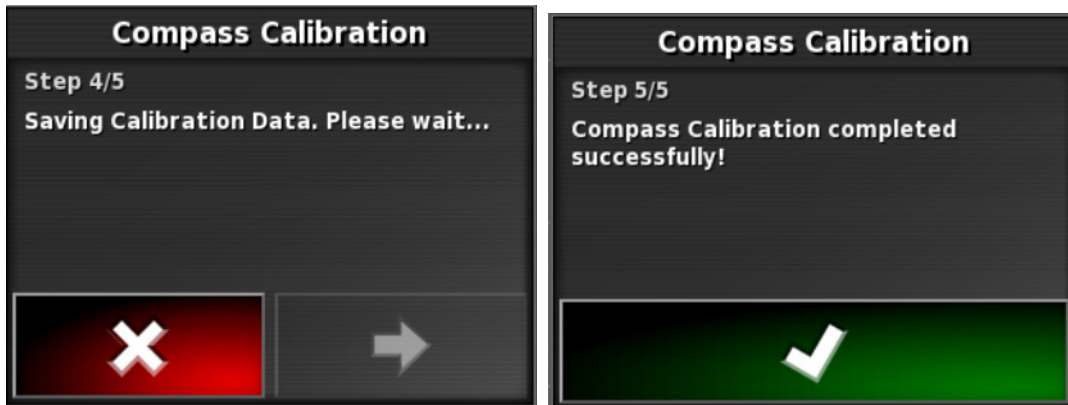 Compass Calibration
Step 4/5
Saving Calibration Data. Please wait...
Compass Calibration
Step 5/5
Compass Calibration completed
successfully!